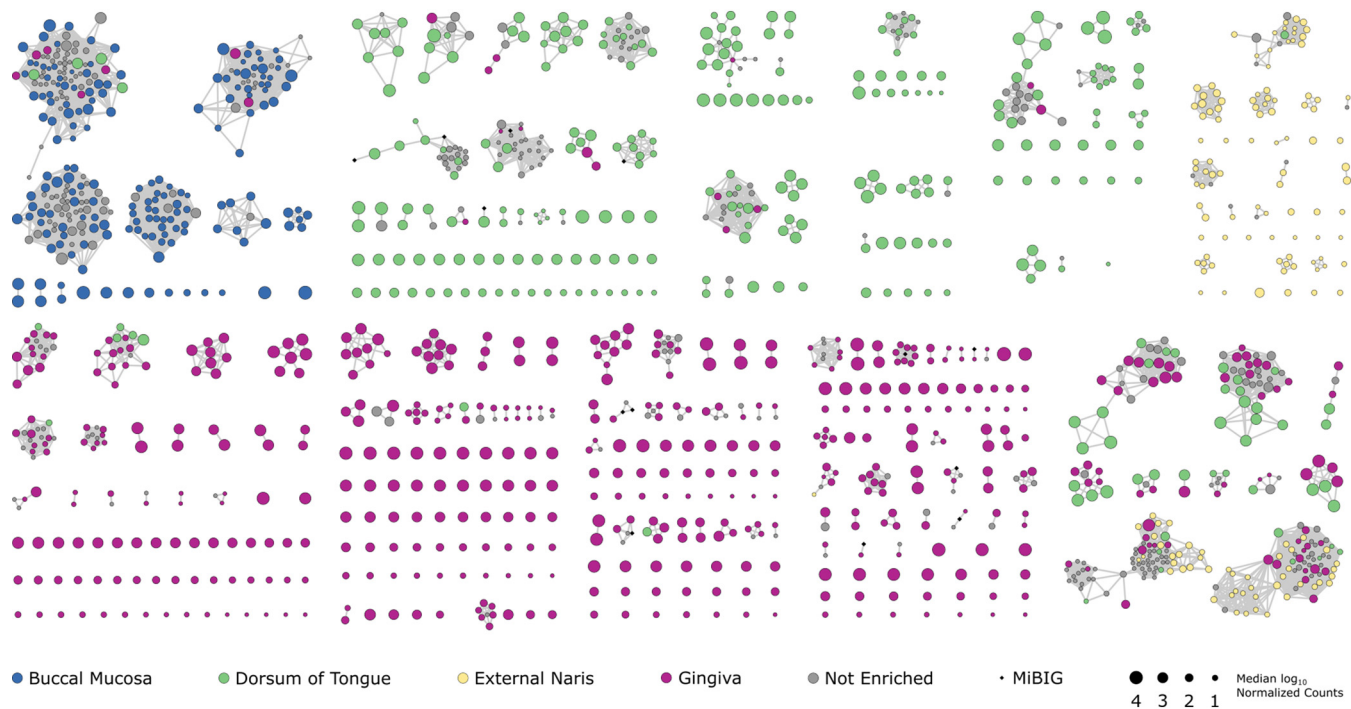 Buccal Mucosa Dorsum of Tongue External Naris Gingiva Not Enriched MiBIG
4 3 2 1
Median log₁₀
Normalized Counts